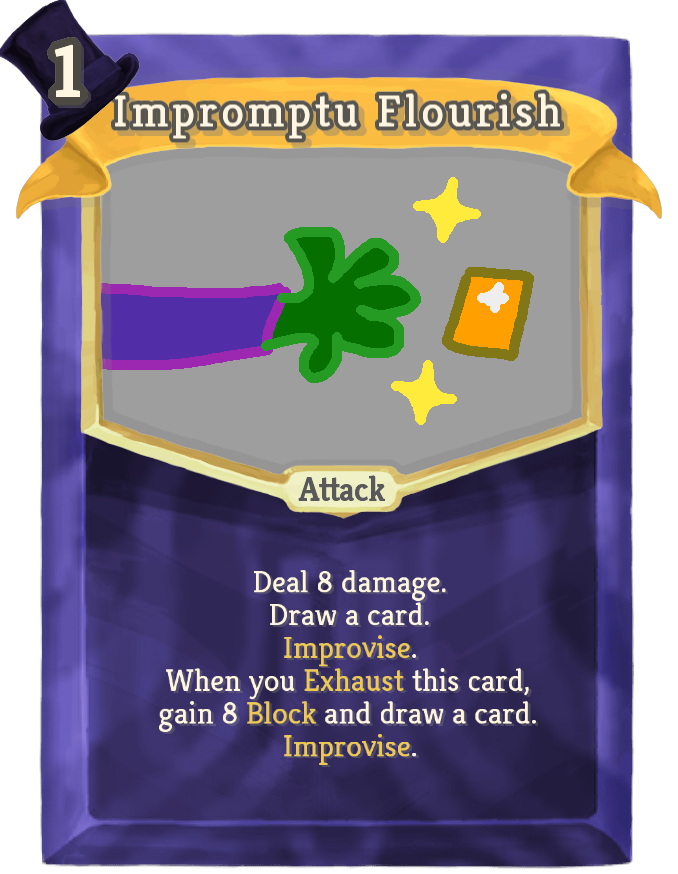 1
Impromptu Flourish
Attack
Deal 8 damage.
Draw a card.
Improvise.
When you Exhaust this card,
gain 8 Block and draw a card.
Improvise.